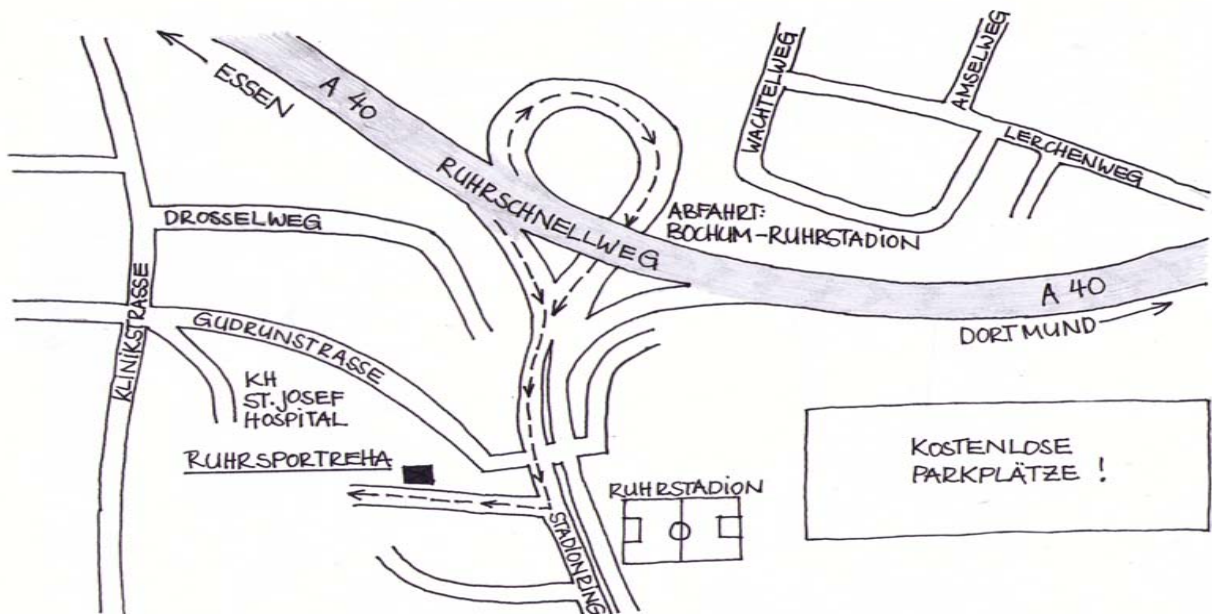 ESSEN
A 40
WACHTELWEG
AMSELWEG
LERCHENWEG
RUHRSCHNELLWEG
DROSSELWEG
ABFAHRT:
BOCHUM-RUHRSTADION
KLINIKSTRASSE
A 40
DORTMUND
GUDRUNSTRASSE
KH
ST. JOSEF
HOSPITAL
RUHRSPORTREHA
RUHRSTADION
STADIONRING
KOSTENLOSE
PARKPLÄTZE !